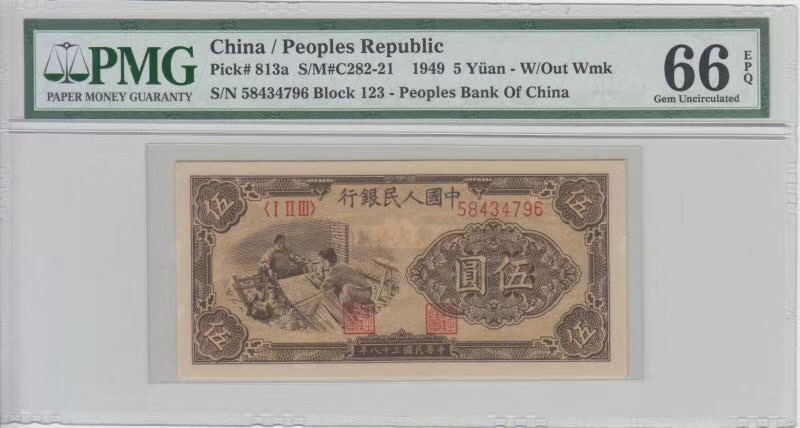 PMG
PAPER MONEY GUARANTY
China / Peoples Republic
Pick# 813a S/M#C282-21 1949 5 Yüan - W/Out Wmk
S/N 58434796 Block 123 - Peoples Bank Of China
66 EPQ
Gem Uncirculated
行銀民人國中
〈I II III〉 58434796
伍 伍
圓伍
伍 伍
年八十三國民華中